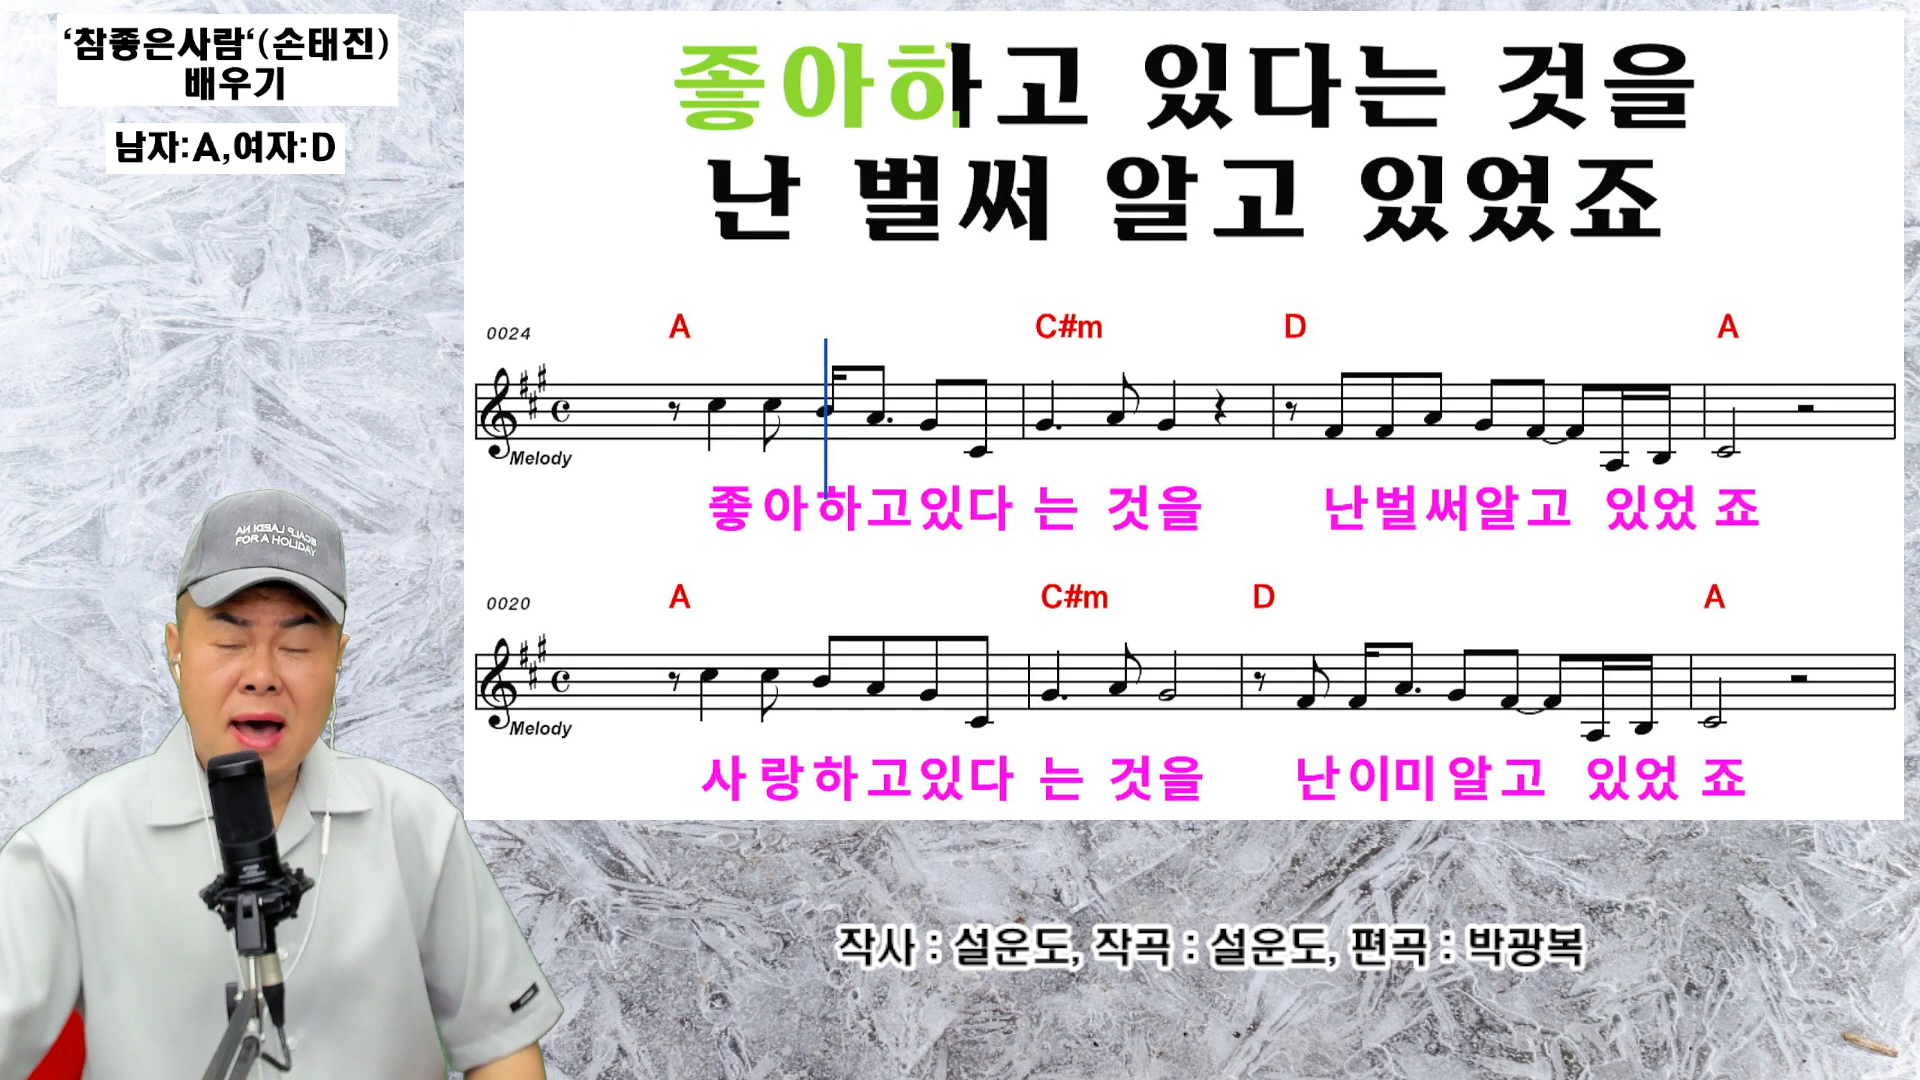 ‘참좋은사람‘(손태진)
배우기
남자:A,여자:D
좋아하고 있다는 것을
난 벌써 알고 있었죠
0024
A C#m D A
Melody
좋아하고있다 는 것을 난벌써알고 있었 죠
0020
A C#m D A
Melody
사랑하고있다 는 것을 난이미알고 있었 죠
FOR A HOLIDAY
작사 : 설운도, 작곡 : 설운도, 편곡 : 박광복